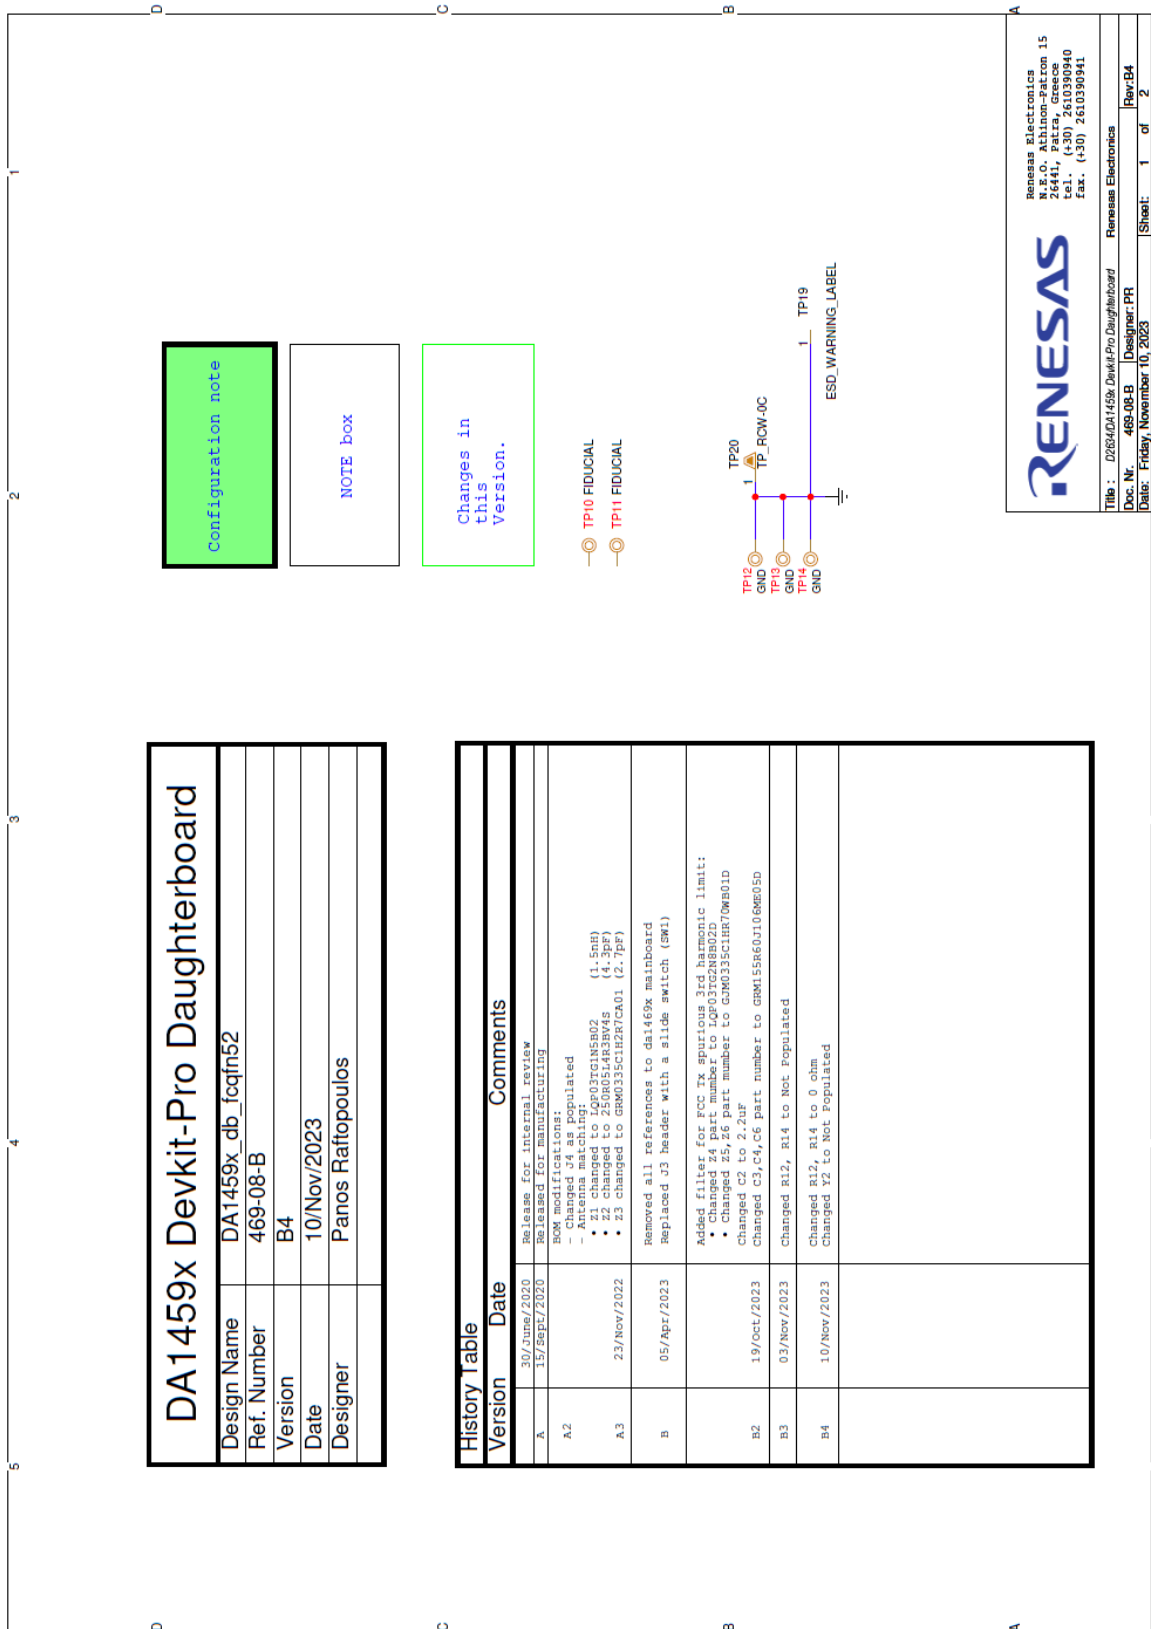 5
4
3
2
1
D
D
C
C
B
B
A
A
DA1459x Devkit-Pro Daughterboard
Design Name DA1459x_db_fcqfn52
Ref. Number 469-08-B
Version B4
Date 10/Nov/2023
Designer Panos Raftopoulos
Configuration note
NOTE box
Changes in
this
Version.
History Table
Version Date Comments
30/June/2020 Release for internal review
A 15/Sept/2020 Released for manufacturing
BOM modifications:
A2 - Changed J4 as populated
- Antenna matching:
• Z1 changed to LQP03TG1N5B02 (1.5nH)
• Z2 changed to 250R05L4R3BV4S (4.3pF)
A3 23/Nov/2022 • Z3 changed to GRM0335C1H2R7CA01 (2.7pF)
Removed all references to da1469x mainboard
B 05/Apr/2023 Replaced J3 header with a slide switch (SW1)
Added filter for FCC Tx spurious 3rd harmonic limit:
• Changed Z4 part number to LQP03TG2N8B02D
• Changed Z5,Z6 part number to GJM0335C1HR70WB01D
Changed C2 to 2.2uF
B2 19/Oct/2023 Changed C3,C4,C6 part number to GRM155R60J106ME05D
B3 03/Nov/2023 Changed R12, R14 to Not Populated
Changed R12, R14 to 0 ohm
B4 10/Nov/2023 Changed Y2 to Not Populated
TP10 FIDUCIAL
TP11 FIDUCIAL
TP12
GND
TP13
GND
TP14
GND
TP20
1
TP_RCW-0C
1
TP19
ESD_WARNING_LABEL
RENESAS
Renesas Electronics
N.E.O. Athinon-Patron 15
26441, Patra, Greece
tel. (+30) 2610390940
fax. (+30) 2610390941
Title : D2634/DA1459x Devkit-Pro Daughterboard Renesas Electronics
Doc. Nr. 469-08-B Designer: PR Rev:B4
Date: Friday, November 10, 2023 Sheet: 1 of 2